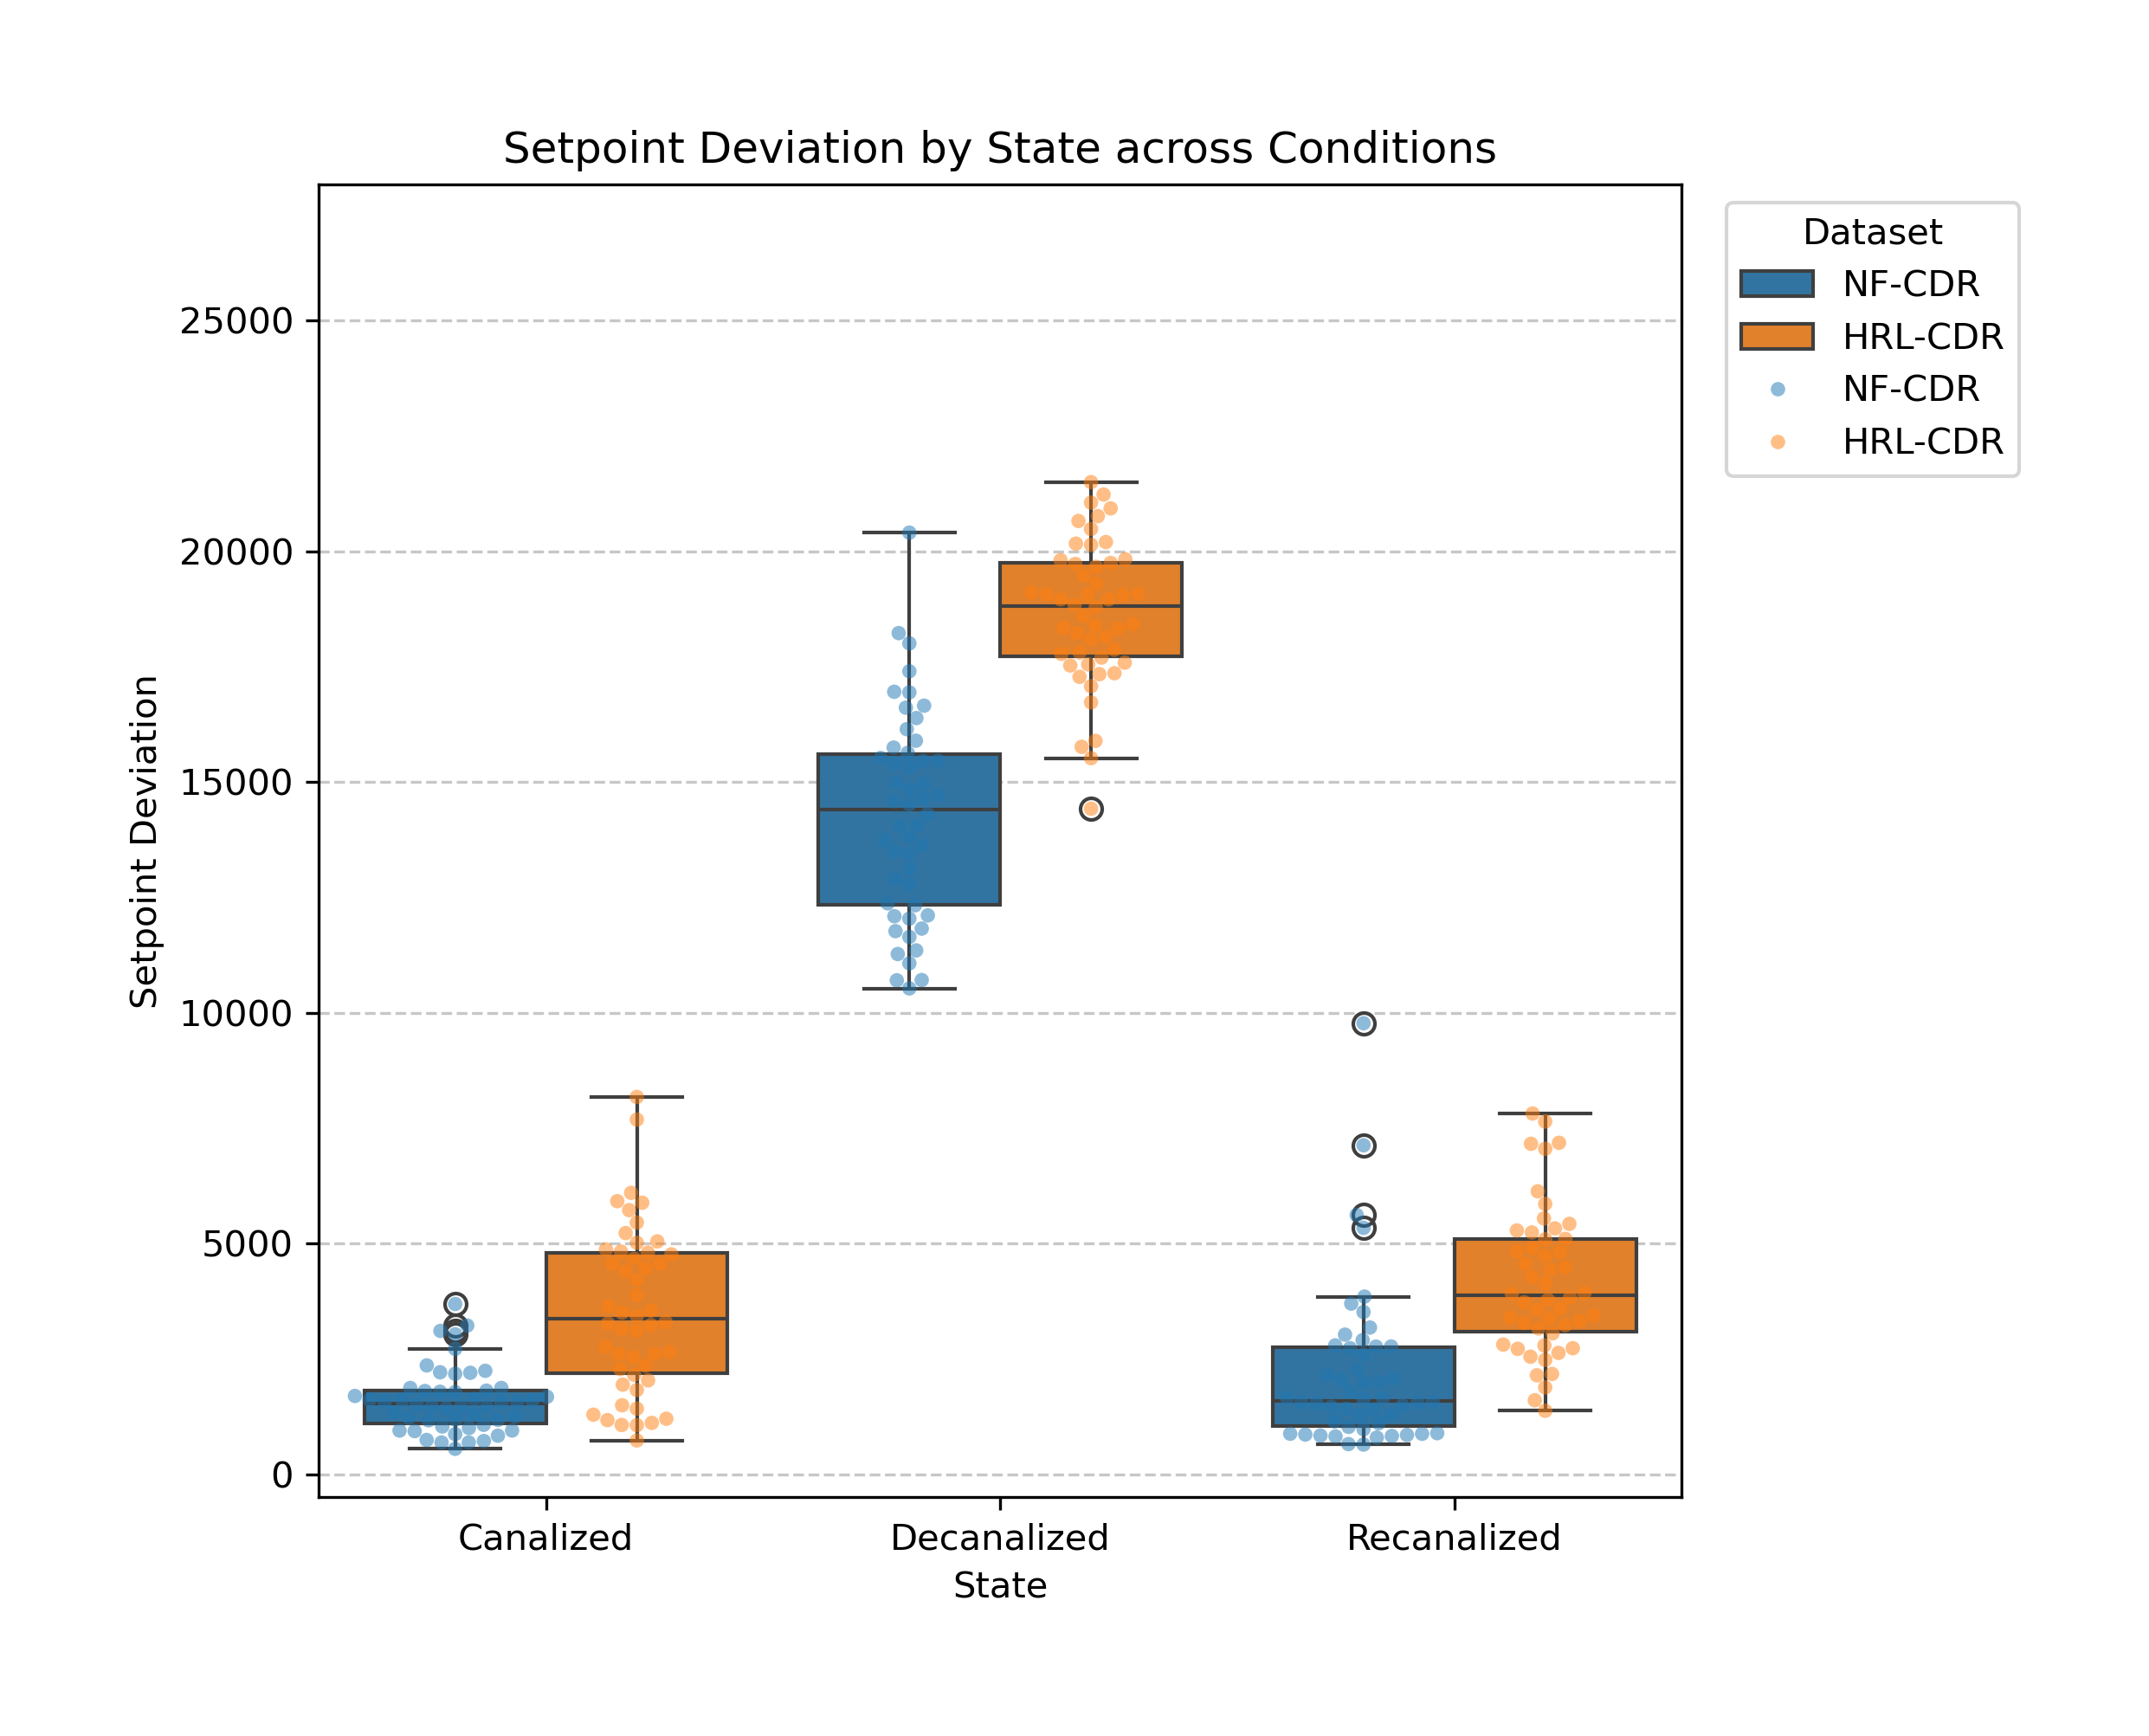 Setpoint Deviation by State across Conditions
Dataset
NF-CDR
HRL-CDR
NF-CDR
HRL-CDR
Setpoint Deviation
25000
20000
15000
10000
5000
0
Canalized
Decanalized
Recanalized
State